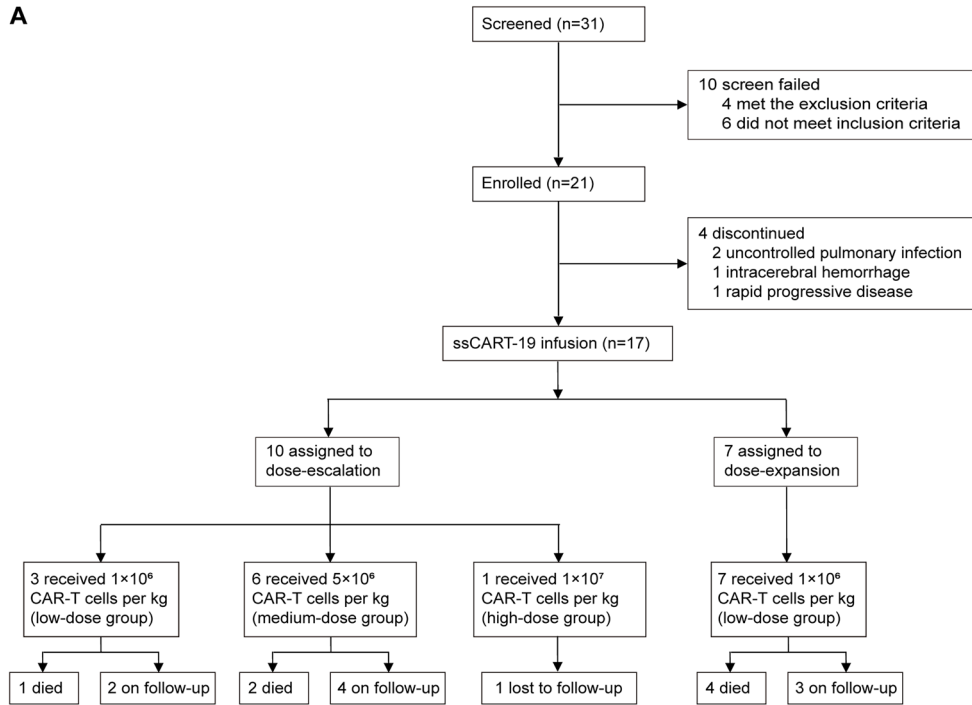 A
Screened (n=31)
10 screen failed
4 met the exclusion criteria
6 did not meet inclusion criteria
Enrolled (n=21)
4 discontinued
2 uncontrolled pulmonary infection
1 intracerebral hemorrhage
1 rapid progressive disease
ssCART-19 infusion (n=17)
10 assigned to
dose-escalation
7 assigned to
dose-expansion
3 received 1×10⁶
CAR-T cells per kg
(low-dose group)
6 received 5×10⁶
CAR-T cells per kg
(medium-dose group)
1 received 1×10⁷
CAR-T cells per kg
(high-dose group)
7 received 1×10⁶
CAR-T cells per kg
(low-dose group)
1 died
2 on follow-up
2 died
4 on follow-up
1 lost to follow-up
4 died
3 on follow-up